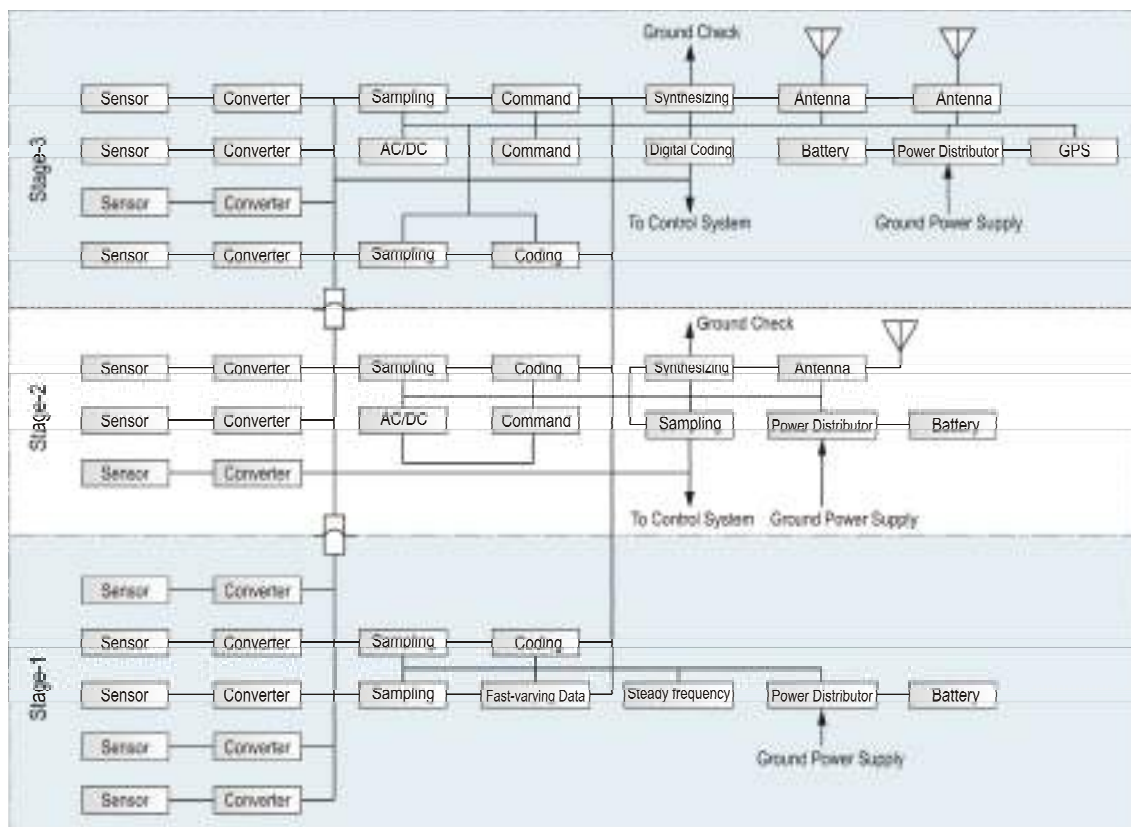 Ground Check
Sensor Converter Sampling Command Synthesizing Antenna Antenna
Sensor Converter AC/DC Command Digital Coding Battery Power Distributor GPS
Sensor Converter
To Control System Ground Power Supply
Sensor Converter Sampling Coding
Stage-3
Ground Check
Sensor Converter Sampling Coding Synthesizing Antenna
Sensor Converter AC/DC Command Sampling Power Distributor Battery
Sensor Converter
To Control System Ground Power Supply
Stage-2
Sensor Converter
Sensor Converter Sampling Coding
Sensor Converter Sampling Fast-varving Data Steady frequency Power Distributor Battery
Sensor Converter
Ground Power Supply
Sensor Converter
Stage-1